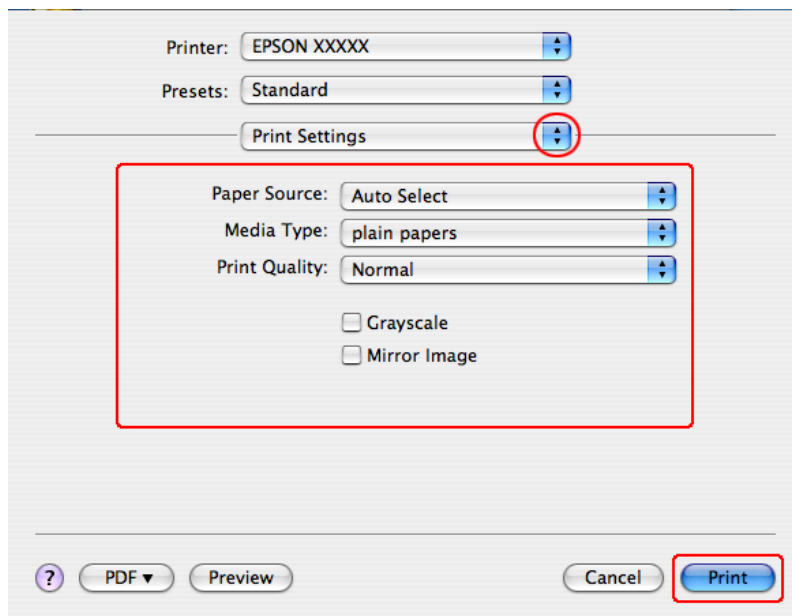 Printer: EPSON XXXXX
Presets: Standard
Print Settings
Paper Source: Auto Select
Media Type: plain papers
Print Quality: Normal
Grayscale
Mirror Image
? PDF▼ Preview Cancel Print